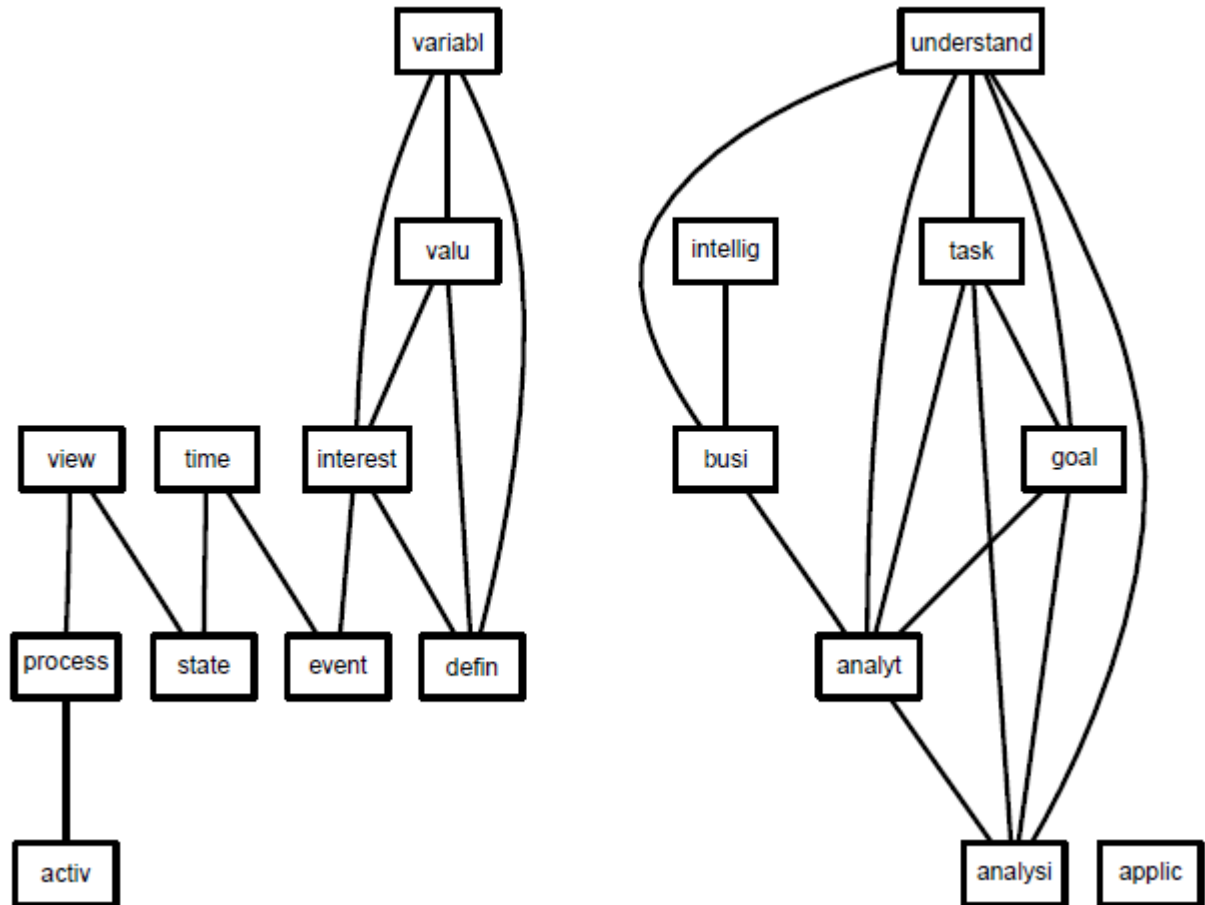 variabl
understand
valu
intellig
task
view
time
interest
busi
goal
process
state
event
defin
analyt
activ
analysi
applic